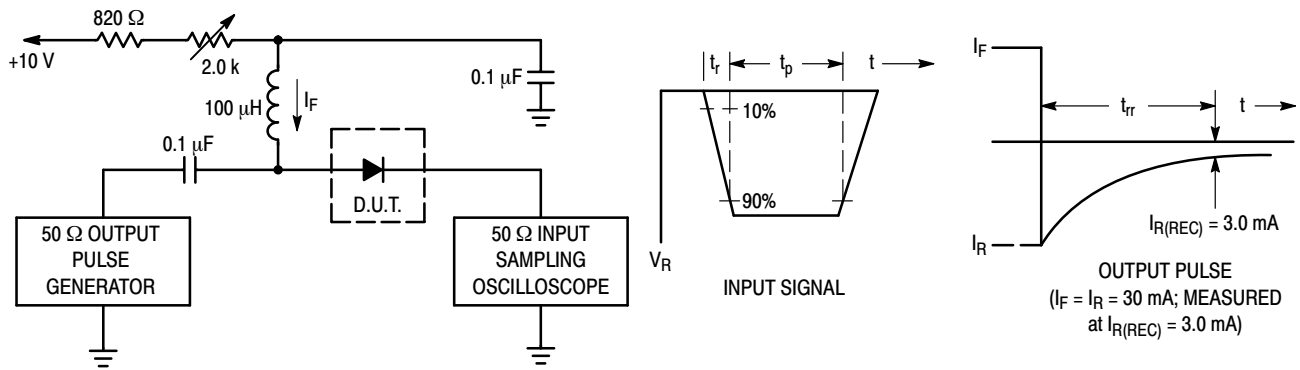 820 Ω
+10 V
2.0 k
100 μH
I_F
0.1 μF
0.1 μF
D.U.T.
50 Ω OUTPUT
PULSE
GENERATOR
50 Ω INPUT
SAMPLING
OSCILLOSCOPE
t_r
t_p
t
10%
90%
V_R
INPUT SIGNAL
I_F
t_rr
t
I_R
I_R(REC) = 3.0 mA
OUTPUT PULSE
(I_F = I_R = 30 mA; MEASURED
at I_R(REC) = 3.0 mA)